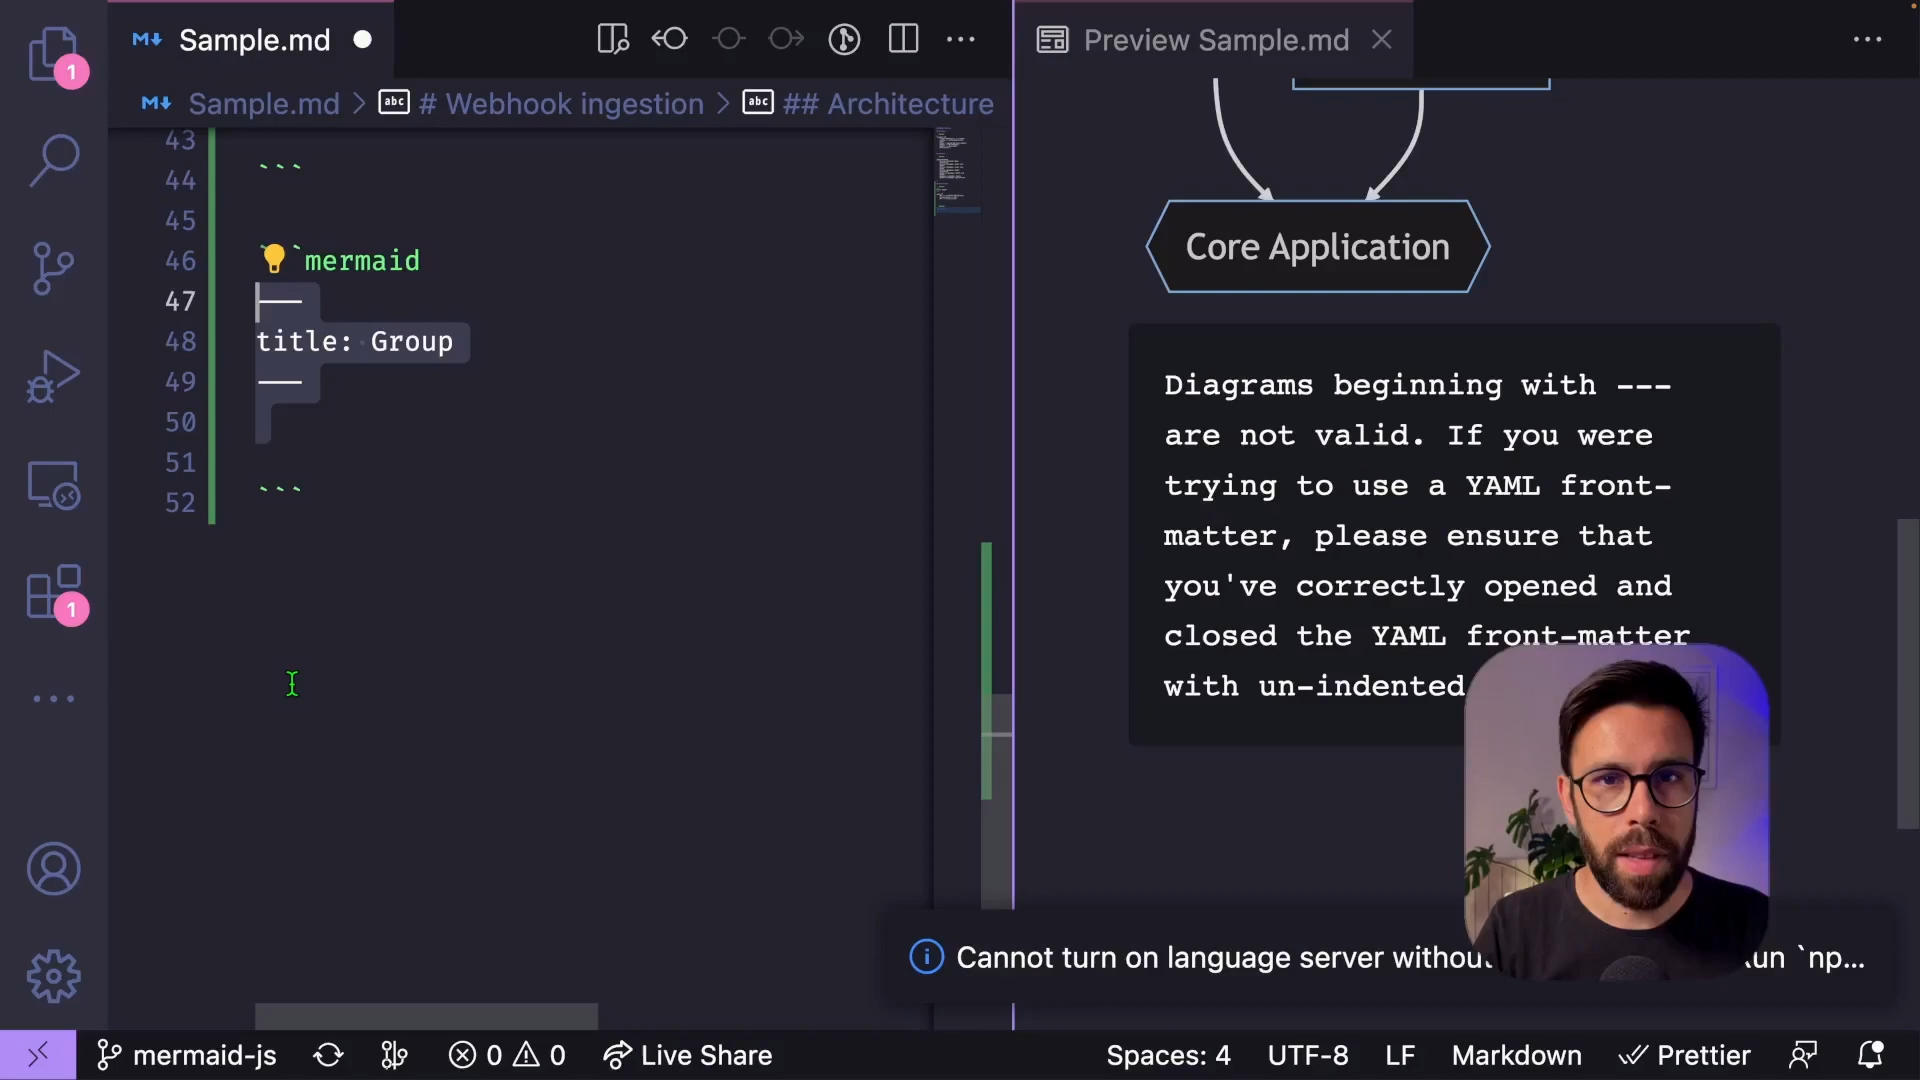 1
Sample.md
Preview Sample.md
Sample.md > # Webhook ingestion > ## Architecture
43
44 ```
45
46 mermaid
47 ---
48 title: Group
49 ---
50
51
52 ```
Core Application
Diagrams beginning with ---
are not valid. If you were
trying to use a YAML front-
matter, please ensure that
you've correctly opened and
closed the YAML front-matter
with un-indented
1
Cannot turn on language server without
`np...
mermaid-js
0 0
Live Share
Spaces: 4
UTF-8
LF
Markdown
Prettier